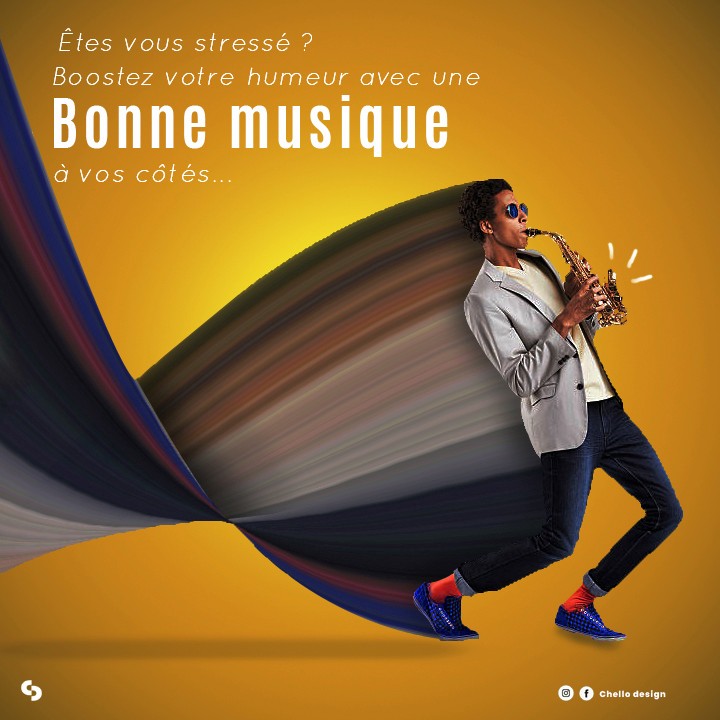 Êtes vous stressé ?
Boostez votre humeur avec une
Bonne musique
à vos côtés...
Chello design